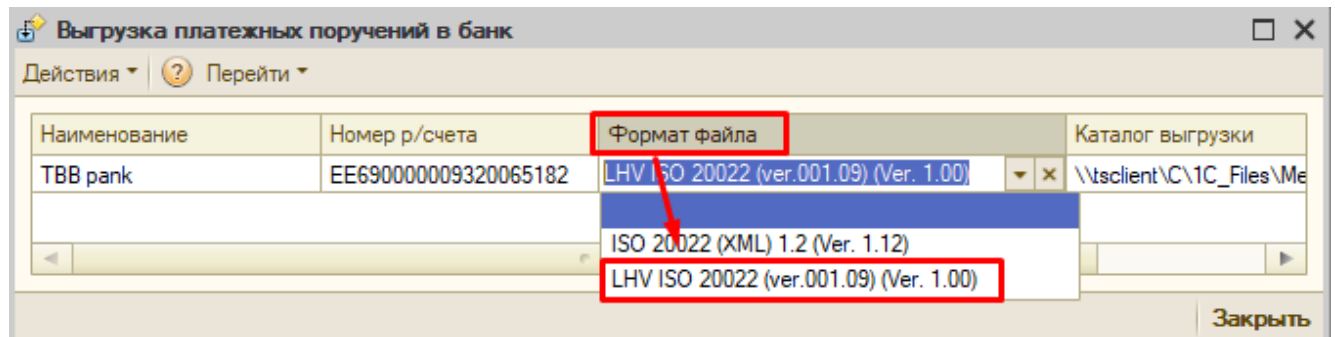 Выгрузка платежных поручений в банк
Действия ? Перейти
Наименование Номер р/счета Формат файла Каталог выгрузки
TBB pank EE690000009320065182 LHV ISO 20022 (ver.001.09) (Ver. 1.00) \\tsclient\C\1C_Files\Me
ISO 20022 (XML) 1.2 (Ver. 1.12)
LHV ISO 20022 (ver.001.09) (Ver. 1.00)
Закрыть